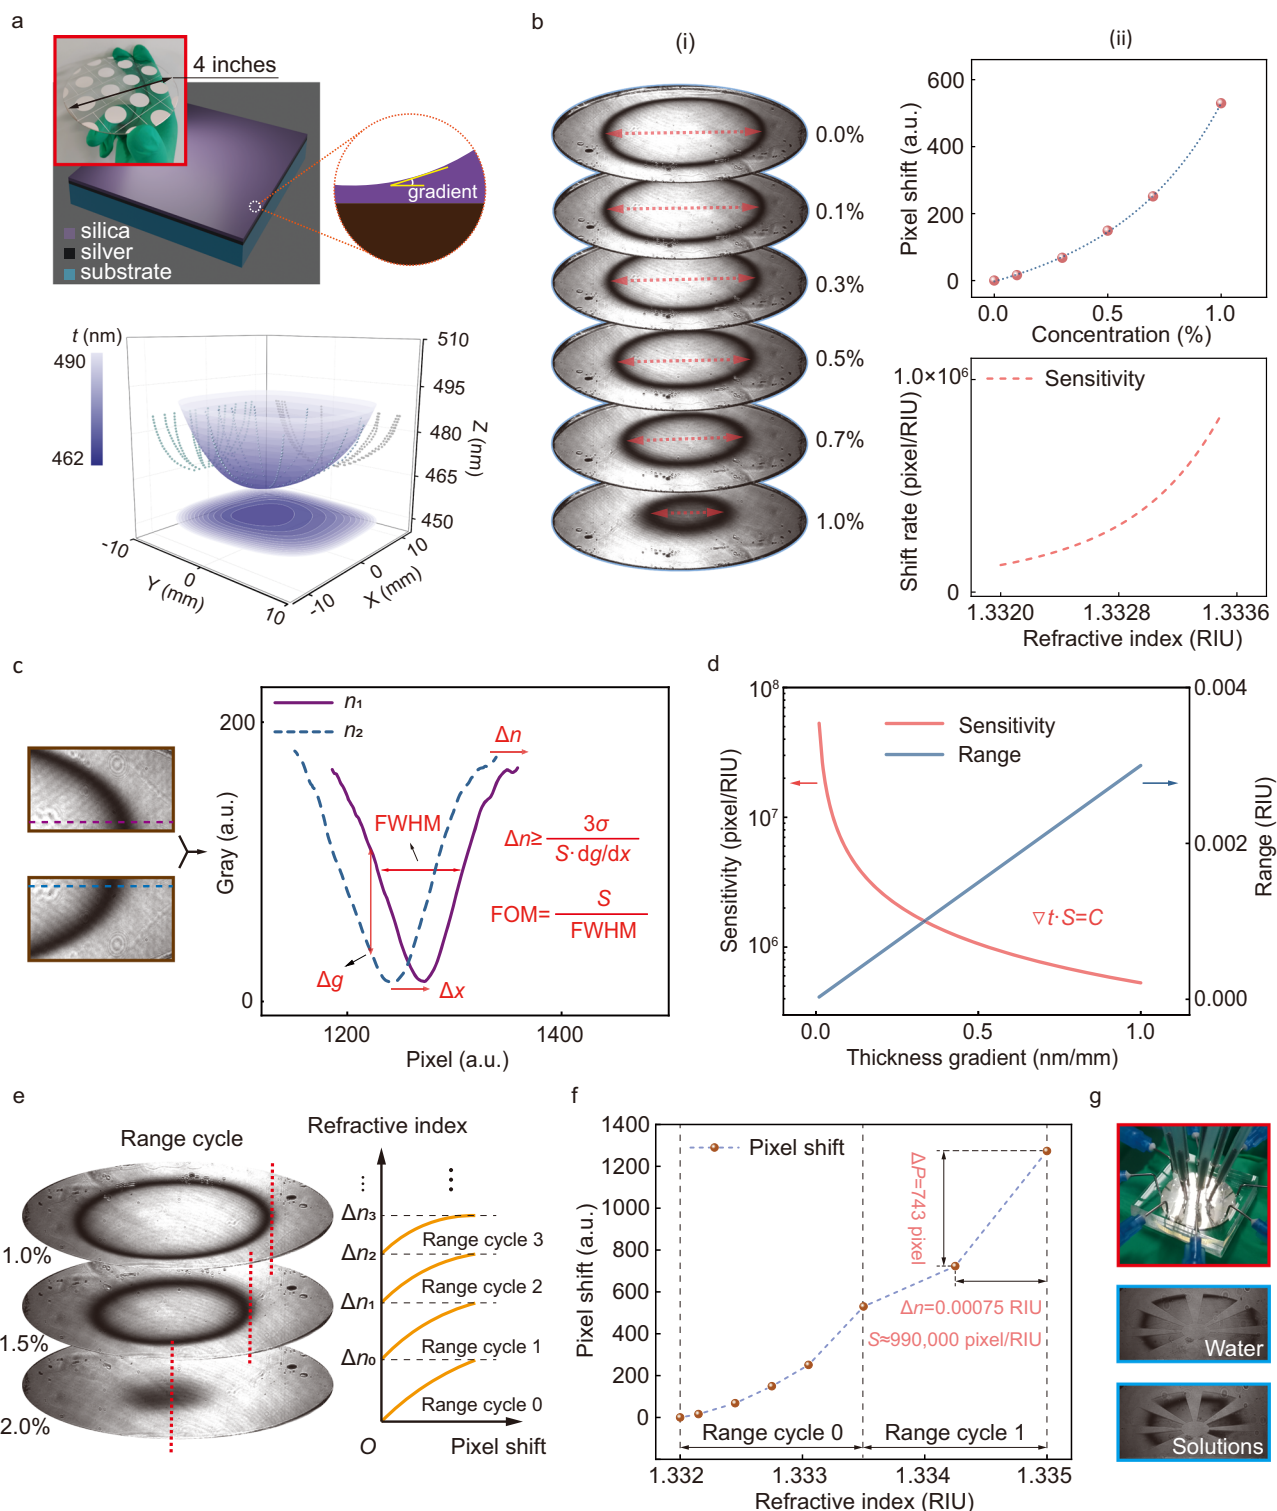 a
4 inches
gradient
silica
silver
substrate
t (nm)
490
462
510
495
480
465
450
Z (nm)
-10
0
10
Y (mm)
-10
0
10
X (mm)
b
(i)
0.0%
0.1%
0.3%
0.5%
0.7%
1.0%
(ii)
600
400
200
0
Pixel shift (a.u.)
0.0
0.5
1.0
Concentration (%)
1.0×10⁶
0
Shift rate (pixel/RIU)
Sensitivity
1.3320
1.3328
1.3336
Refractive index (RIU)
c
200
0
Gray (a.u.)
n₁
n₂
Δn
FWHM
Δn≥ 3σ / S·dg/dx
FOM= S / FWHM
Δg
Δx
1200
1400
Pixel (a.u.)
d
10⁸
10⁷
10⁶
Sensitivity (pixel/RIU)
Sensitivity
Range
∇t·S=C
0.004
0.002
0.000
Range (RIU)
0.0
0.5
1.0
Thickness gradient (nm/mm)
e
Range cycle
1.0%
1.5%
2.0%
Refractive index
⋮
⋮
Δn₃
Δn₂
Δn₁
Δn₀
Range cycle 3
Range cycle 2
Range cycle 1
Range cycle 0
O
Pixel shift
f
1400
1200
1000
800
600
400
200
0
Pixel shift (a.u.)
Pixel shift
ΔP=743 pixel
Δn=0.00075 RIU
S≈990,000 pixel/RIU
Range cycle 0
Range cycle 1
1.332
1.333
1.334
1.335
Refractive index (RIU)
g
Water
Solutions